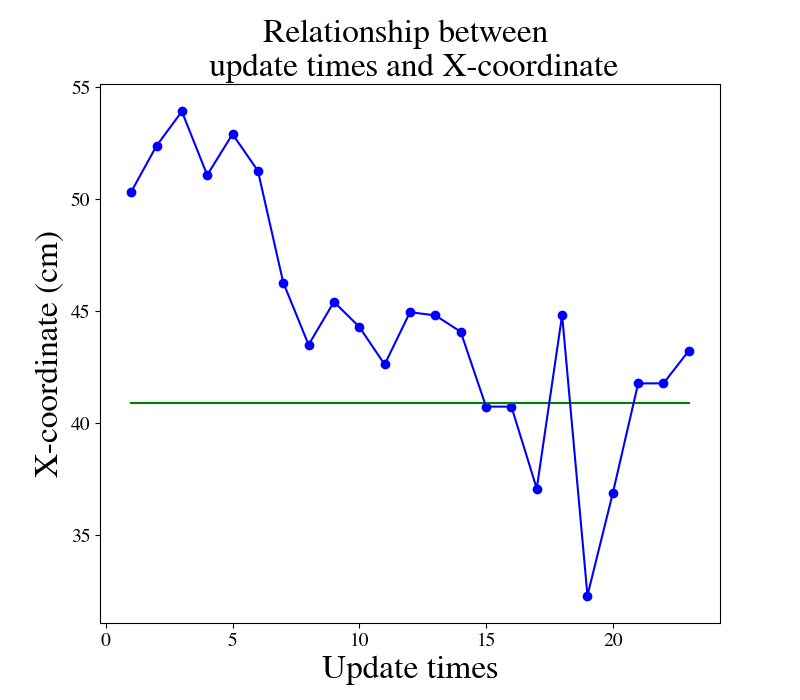 Relationship between
update times and X-coordinate
55
50
45
40
35
X-coordinate (cm)
0 5 10 15 20
Update times